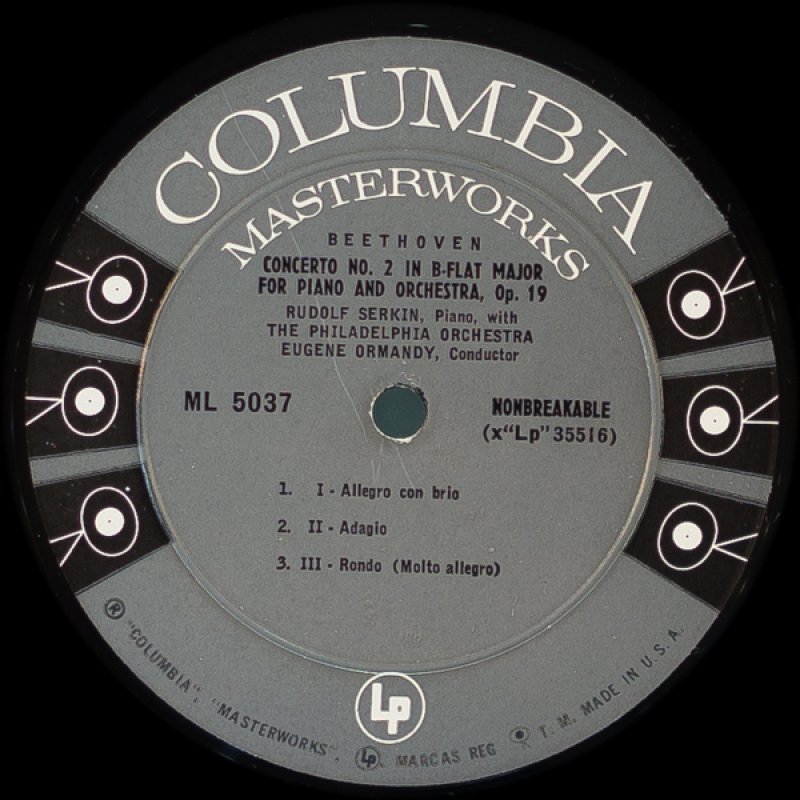 COLUMBIA
MASTERWORKS
BEETHOVEN
CONCERTO NO. 2 IN B-FLAT MAJOR
FOR PIANO AND ORCHESTRA, Op. 19
RUDOLF SERKIN, Piano, with
THE PHILADELPHIA ORCHESTRA
EUGENE ORMANDY, Conductor
ML 5037
NONBREAKABLE
(x"Lp"35516)
1. I - Allegro con brio
2. II - Adagio
3. III - Rondo (Molto allegro)
Lp
® "COLUMBIA", "MASTERWORKS", Lp, MARCAS REG T. M. MADE IN U.S.A.